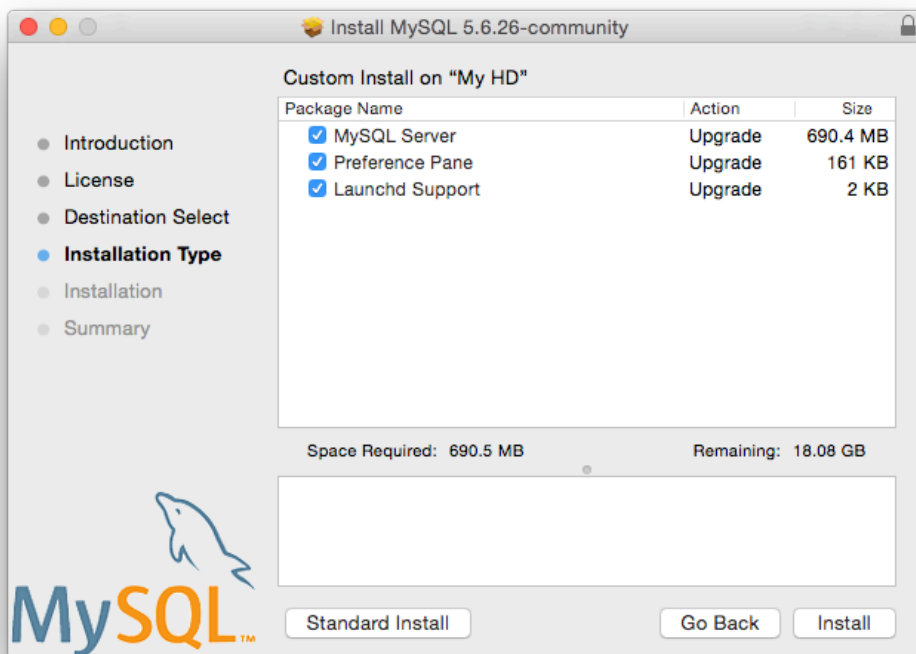 Install MySQL 5.6.26-community
Custom Install on “My HD”
Package Name Action Size
MySQL Server Upgrade 690.4 MB
Preference Pane Upgrade 161 KB
Launchd Support Upgrade 2 KB
Introduction
License
Destination Select
Installation Type
Installation
Summary
Space Required: 690.5 MB Remaining: 18.08 GB
MySQL™
Standard Install Go Back Install